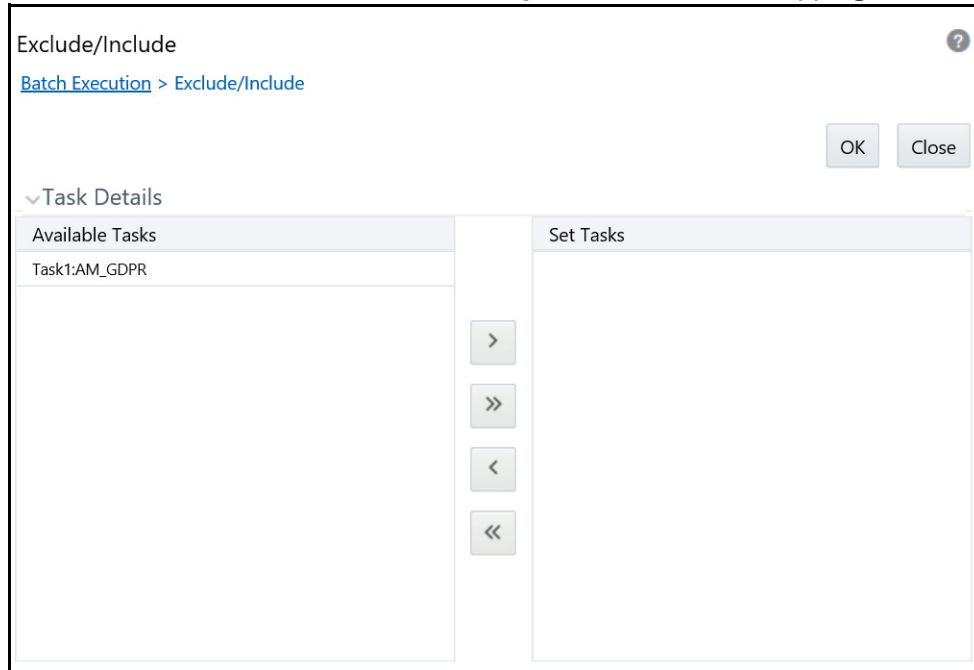 Exclude/Include
?
Batch Execution > Exclude/Include
OK Close
Task Details
Available Tasks Set Tasks
Task1:AM_GDPR
>
>>
<
<<